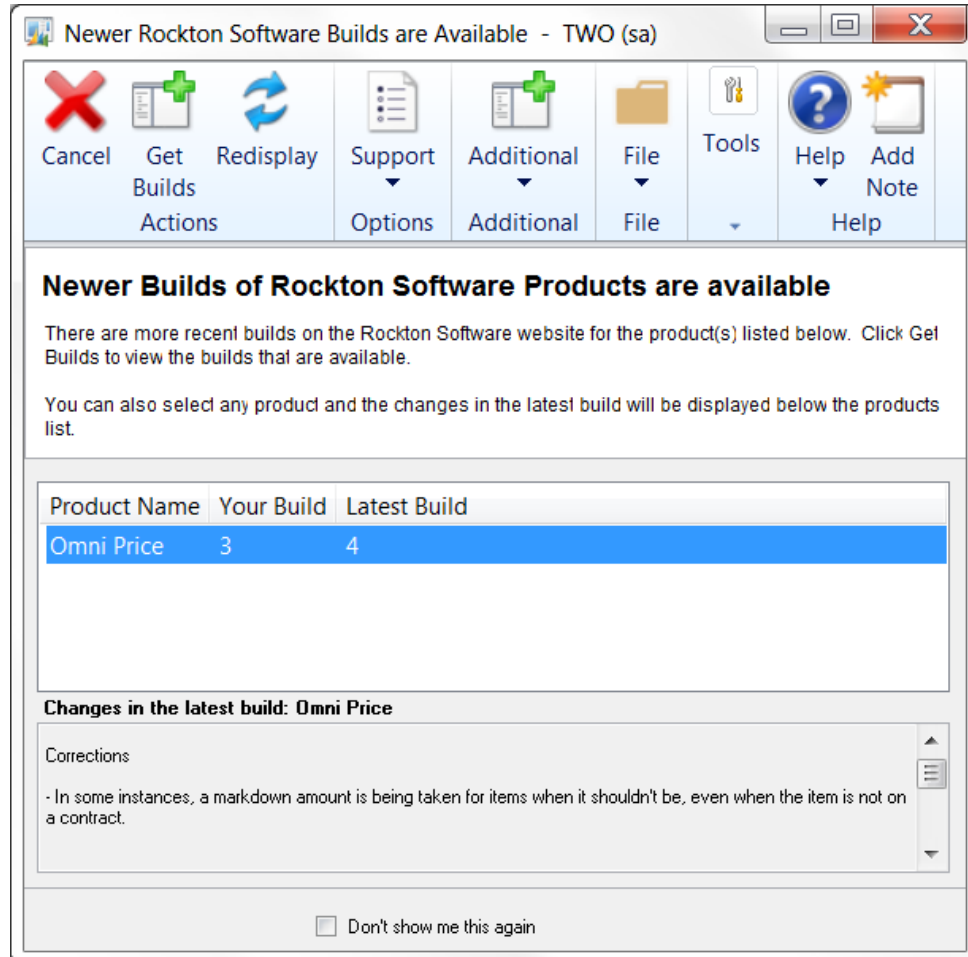 Newer Rockton Software Builds are Available - TWO (sa)
Cancel
Get Builds
Redisplay
Support
Additional
File
Tools
Help
Add Note
Actions
Options
Additional
File
Help
Newer Builds of Rockton Software Products are available
There are more recent builds on the Rockton Software website for the product(s) listed below. Click Get
Builds to view the builds that are available.
You can also select any product and the changes in the latest build will be displayed below the products
list.
Product Name Your Build Latest Build
Omni Price 3 4
Changes in the latest build: Omni Price
Corrections
- In some instances, a markdown amount is being taken for items when it shouldn't be, even when the item is not on
a contract.
Don't show me this again